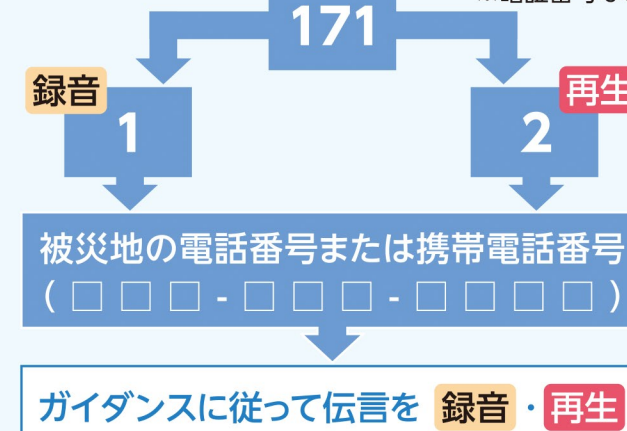 171
録音
再生
1
2
被災地の電話番号または携帯電話番号
(□□□-□□□-□□□□)
ガイダンスに従って伝言を 録音・再生